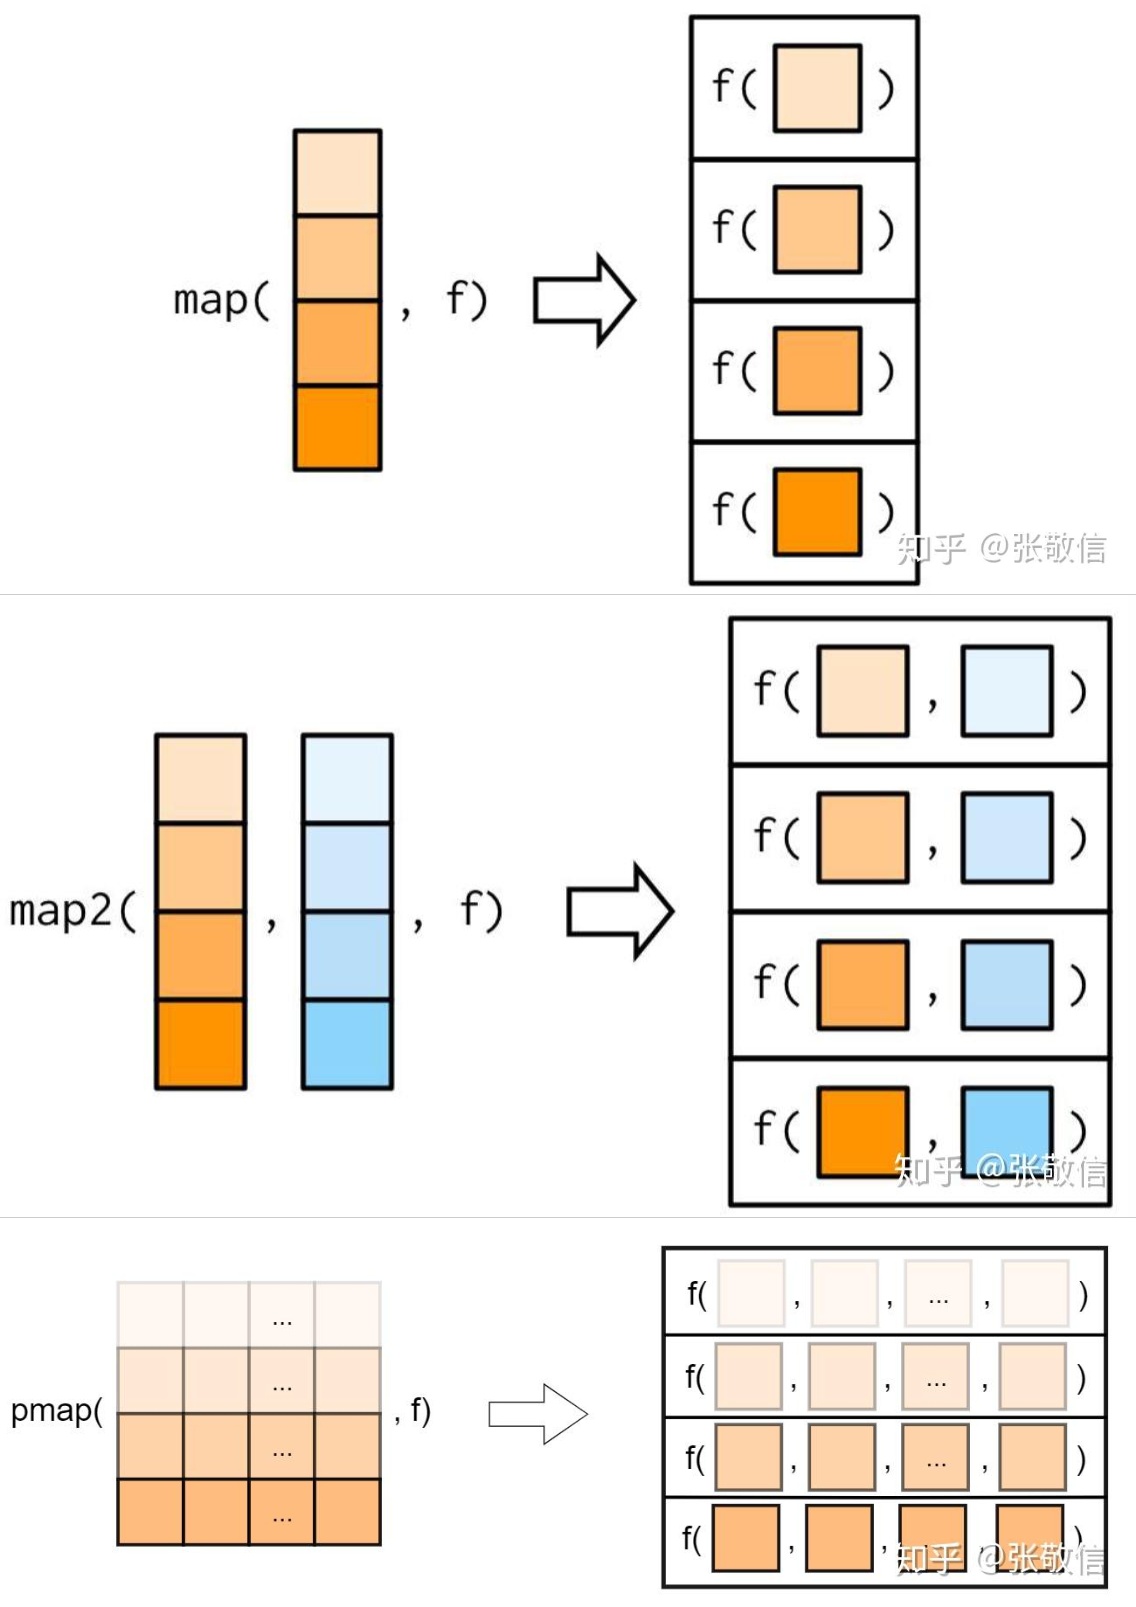 f( )
f( )
map( , f)
f( )
f( )
知乎 @张敬信
f( , )
f( , )
map2( , , f)
f( , )
f( , )
知乎 @张敬信
f( , , ... , )
...
f( , , ... , )
...
pmap( , f)
...
f( , , ... , )
...
f( , , ... , )
知乎 @张敬信